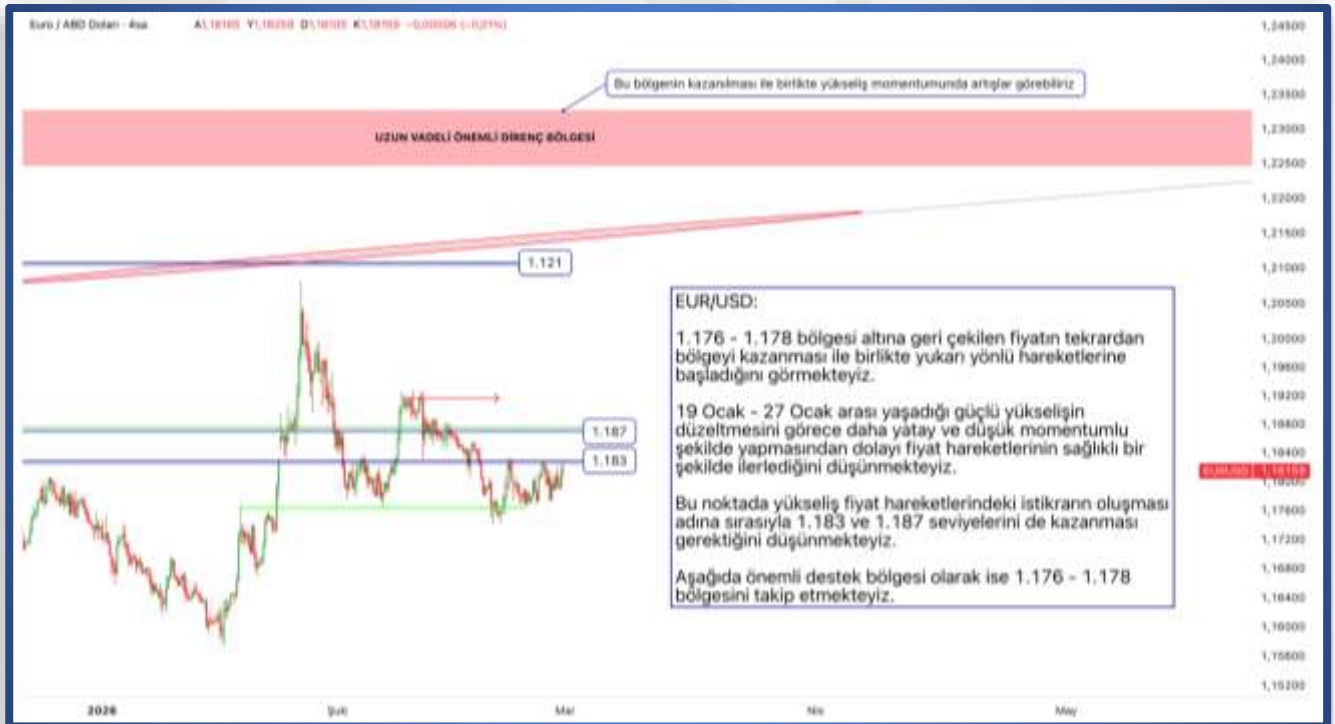 Euro / ABD Doları - 4sa
Bu bölgenin kazanılması ile birlikte yükseliş momentumunda artışlar görebiliriz
UZUN VADELİ ÖNEMLİ DİRENÇ BÖLGESİ
1.121
1.187
1.183
EUR/USD:
1.176 - 1.178 bölgesi altına geri çekilen fiyatın tekrardan
bölgeyi kazanması ile birlikte yukarı yönlü hareketlerine
başladığını görmekteyiz.
19 Ocak - 27 Ocak arası yaşadığı güçlü yükselişin
düzeltmesini görece daha yatay ve düşük momentumlu
şekilde yapmasından dolayı fiyat hareketlerinin sağlıklı bir
şekilde ilerlediğini düşünmekteyiz.
Bu noktada yükseliş fiyat hareketlerindeki istikrarın oluşması
adına sırasıyla 1.183 ve 1.187 seviyelerini de kazanması
gerektiğini düşünmekteyiz.
Aşağıda önemli destek bölgesi olarak ise 1.176 - 1.178
bölgesini takip etmekteyiz.
1,24500
1,24000
1,23500
1,23000
1,22500
1,22000
1,21500
1,21000
1,20500
1,20000
1,19600
1,19200
1,18800
1,18400
EURUSD 1,18159
1,18000
1,17600
1,17200
1,16800
1,16400
1,16000
1,15600
1,15200
2026
Şub
Mar
Nis
May